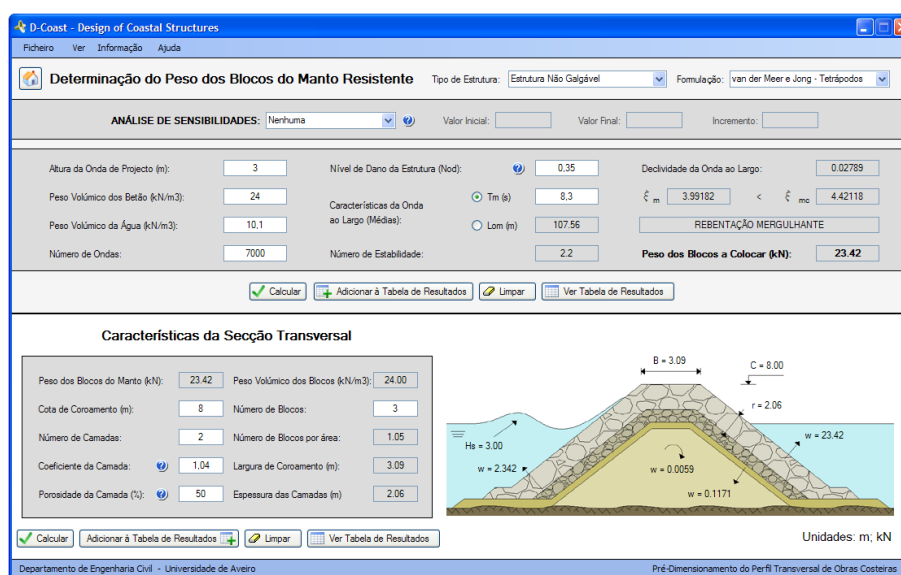 D-Coast - Design of Coastal Structures
Ficheiro Ver Informação Ajuda
Determinação do Peso dos Blocos do Manto Resistente Tipo de Estrutura: Estrutura Não Galgável Formulação: van der Meer e Jong - Tetrápodos
ANÁLISE DE SENSIBILIDADES: Nenhuma Valor Inicial: Valor Final: Incremento:
Altura da Onda de Projecto (m): 3 Nível de Dano da Estrutura (Nod): 0,35 Declividade da Onda ao Largo: 0.02789
Peso Volúmico dos Betão (kN/m3): 24 Características da Onda ao Largo (Médias): Tm (s) 8,3 ξ m 3.99182 < ξ mc 4.42118
Peso Volúmico da Água (kN/m3): 10,1 Lom (m) 107.56 REBENTAÇÃO MERGULHANTE
Número de Ondas: 7000 Número de Estabilidade: 2.2 Peso dos Blocos a Colocar (kN): 23.42
Calcular Adicionar à Tabela de Resultados Limpar Ver Tabela de Resultados
Características da Secção Transversal
Peso dos Blocos do Manto (kN): 23.42 Peso Volúmico dos Blocos (kN/m3): 24.00
Cota de Coroamento (m): 8 Número de Blocos: 3
Número de Camadas: 2 Número de Blocos por área: 1.05
Coeficiente da Camada: 1,04 Largura de Coroamento (m): 3.09
Porosidade da Camada (%): 50 Espessura das Camadas (m) 2.06
B = 3.09
C = 8.00
r = 2.06
Hs = 3.00
w = 23.42
w = 2.342
w = 0.0059
w = 0.1171
Calcular Adicionar à Tabela de Resultados Limpar Ver Tabela de Resultados
Unidades: m; kN
Departamento de Engenharia Civil - Universidade de Aveiro Pré-Dimensionamento do Perfil Transversal de Obras Costeiras